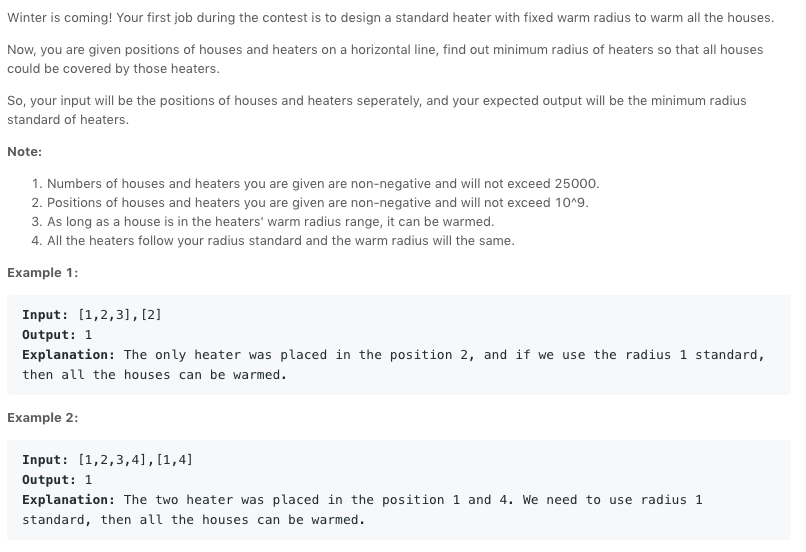 Winter is coming! Your first job during the contest is to design a standard heater with fixed warm radius to warm all the houses.
Now, you are given positions of houses and heaters on a horizontal line, find out minimum radius of heaters so that all houses
could be covered by those heaters.
So, your input will be the positions of houses and heaters seperately, and your expected output will be the minimum radius
standard of heaters.
Note:
1. Numbers of houses and heaters you are given are non-negative and will not exceed 25000.
2. Positions of houses and heaters you are given are non-negative and will not exceed 10^9.
3. As long as a house is in the heaters' warm radius range, it can be warmed.
4. All the heaters follow your radius standard and the warm radius will the same.
Example 1:
Input: [1,2,3],[2]
Output: 1
Explanation: The only heater was placed in the position 2, and if we use the radius 1 standard,
then all the houses can be warmed.
Example 2:
Input: [1,2,3,4],[1,4]
Output: 1
Explanation: The two heater was placed in the position 1 and 4. We need to use radius 1
standard, then all the houses can be warmed.